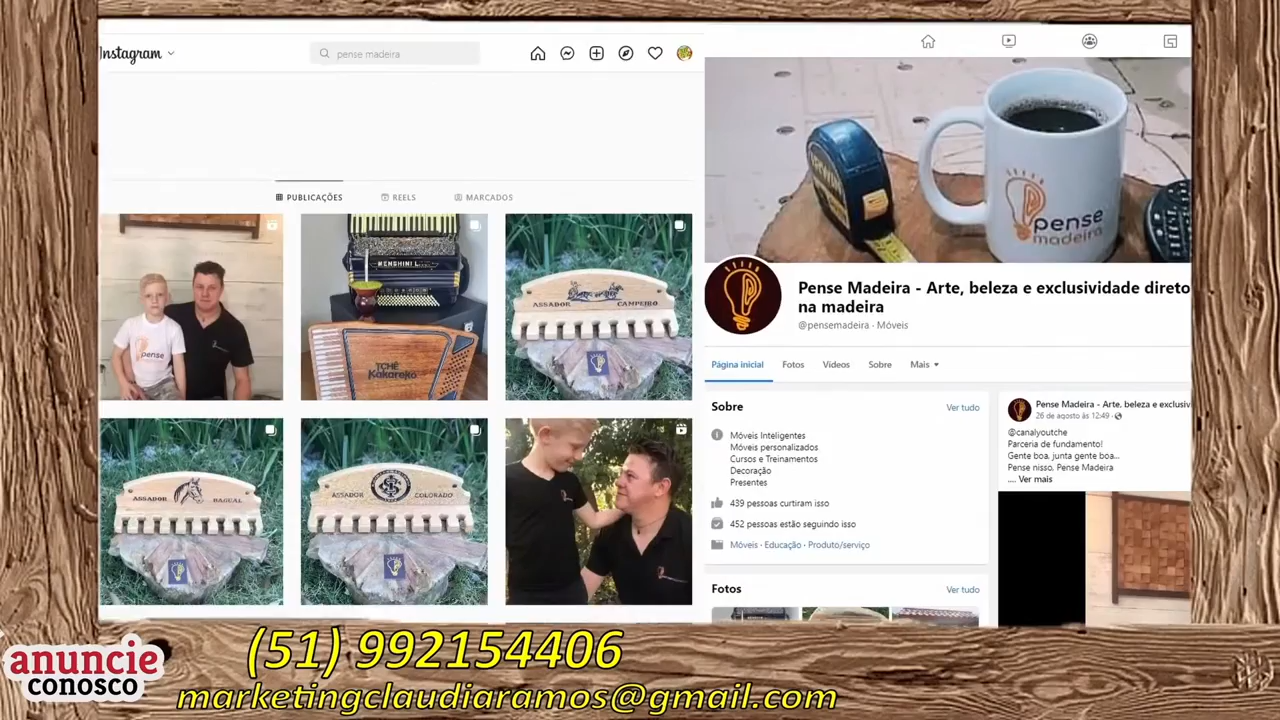 Instagram
pense madeira
PUBLICAÇÕES
REELS
MARCADOS
pense
TCHÊ
Kakareko
ASSADOR CAMPEIRO
ASSADOR BAGUAL
ASSADOR COLORADO
pense
madeira
Pense Madeira - Arte, beleza e exclusividade direto
na madeira
@pensemadeira · Móveis
Página inicial
Fotos
Vídeos
Sobre
Mais
Sobre
Ver tudo
Móveis Inteligentes
Móveis personalizados
Cursos e Treinamentos
Decoração
Presentes
439 pessoas curtiram isso
452 pessoas estão seguindo isso
Móveis · Educação · Produto/serviço
Fotos
Ver tudo
Pense Madeira - Arte, beleza e exclusiv
26 de agosto às 12:49 ·
@canalyoutche
Parceria de fundamento!
Gente boa, junta gente boa...
Pense nisso, Pense Madeira
.... Ver mais
anuncie
conosco
(51) 992154406
marketingclaudiaramos@gmail.com